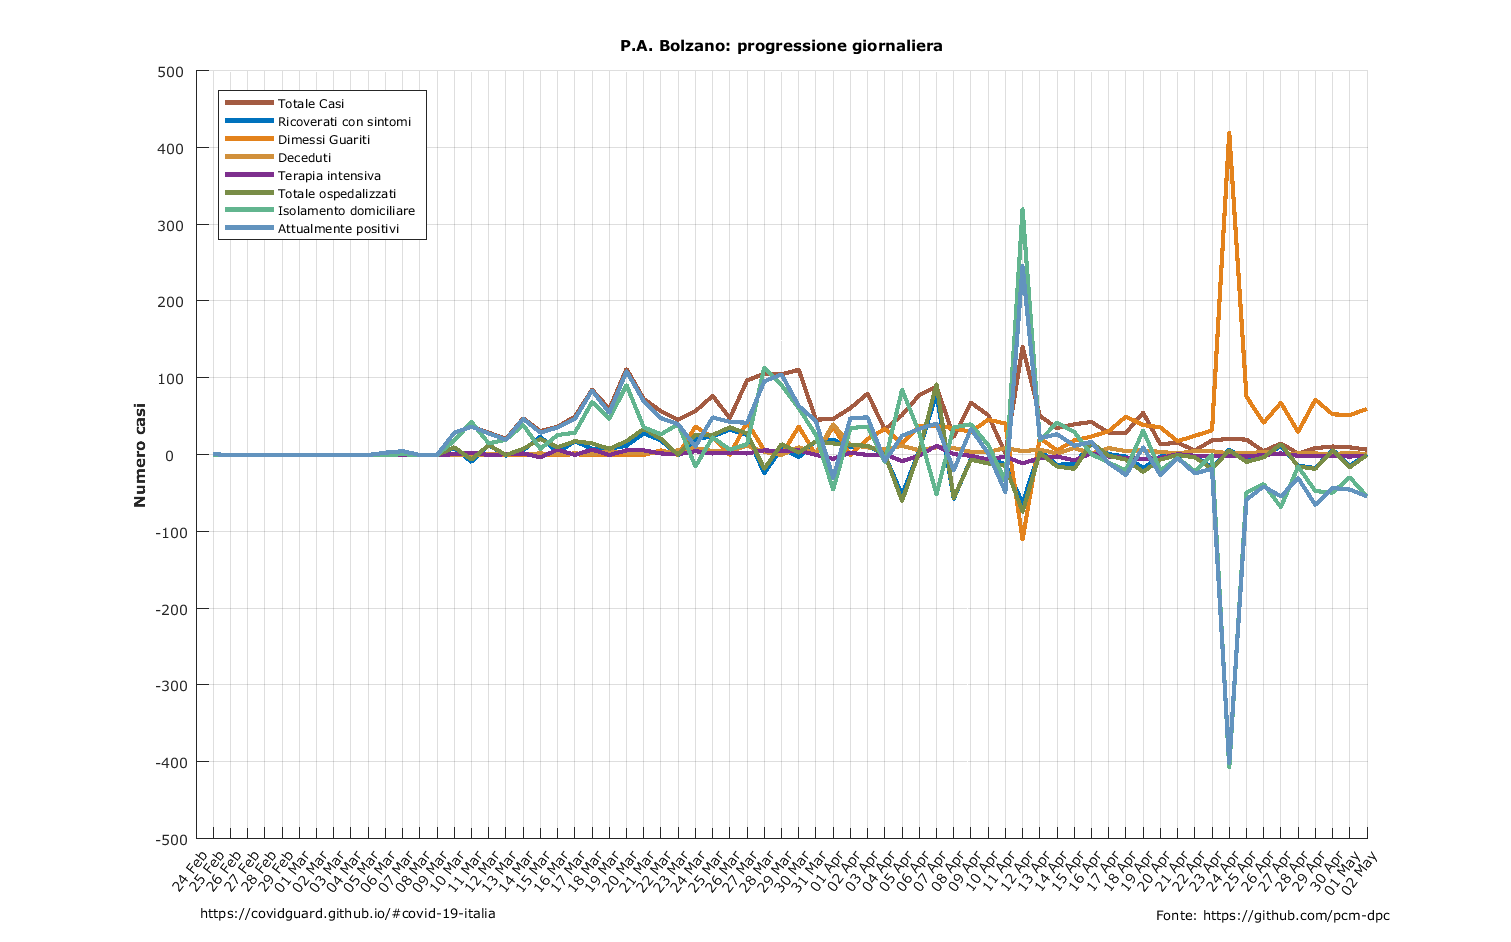 P.A. Bolzano: progressione giornaliera
500
400
300
200
100
0
-100
-200
-300
-400
-500
Numero casi
Totale Casi
Ricoverati con sintomi
Dimessi Guariti
Deceduti
Terapia intensiva
Totale ospedalizzati
Isolamento domiciliare
Attualmente positivi
24 Feb
25 Feb
26 Feb
27 Feb
28 Feb
29 Feb
01 Mar
02 Mar
03 Mar
04 Mar
05 Mar
06 Mar
07 Mar
08 Mar
09 Mar
10 Mar
11 Mar
12 Mar
13 Mar
14 Mar
15 Mar
16 Mar
17 Mar
18 Mar
19 Mar
20 Mar
21 Mar
22 Mar
23 Mar
24 Mar
25 Mar
26 Mar
27 Mar
28 Mar
29 Mar
30 Mar
31 Mar
01 Apr
02 Apr
03 Apr
04 Apr
05 Apr
06 Apr
07 Apr
08 Apr
09 Apr
10 Apr
11 Apr
12 Apr
13 Apr
14 Apr
15 Apr
16 Apr
17 Apr
18 Apr
19 Apr
20 Apr
21 Apr
22 Apr
23 Apr
24 Apr
25 Apr
26 Apr
27 Apr
28 Apr
29 Apr
30 Apr
01 May
02 May
https://covidguard.github.io/#covid-19-italia
Fonte: https://github.com/pcm-dpc